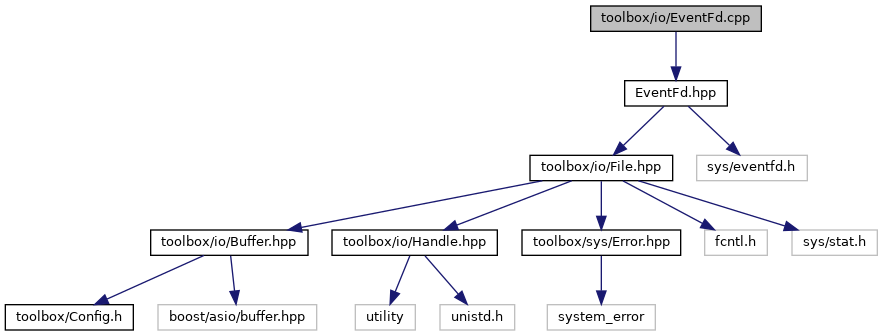 toolbox/io/EventFd.cpp
EventFd.hpp
toolbox/io/File.hpp
sys/eventfd.h
toolbox/io/Buffer.hpp
toolbox/io/Handle.hpp
toolbox/sys/Error.hpp
fcntl.h
sys/stat.h
toolbox/Config.h
boost/asio/buffer.hpp
utility
unistd.h
system_error